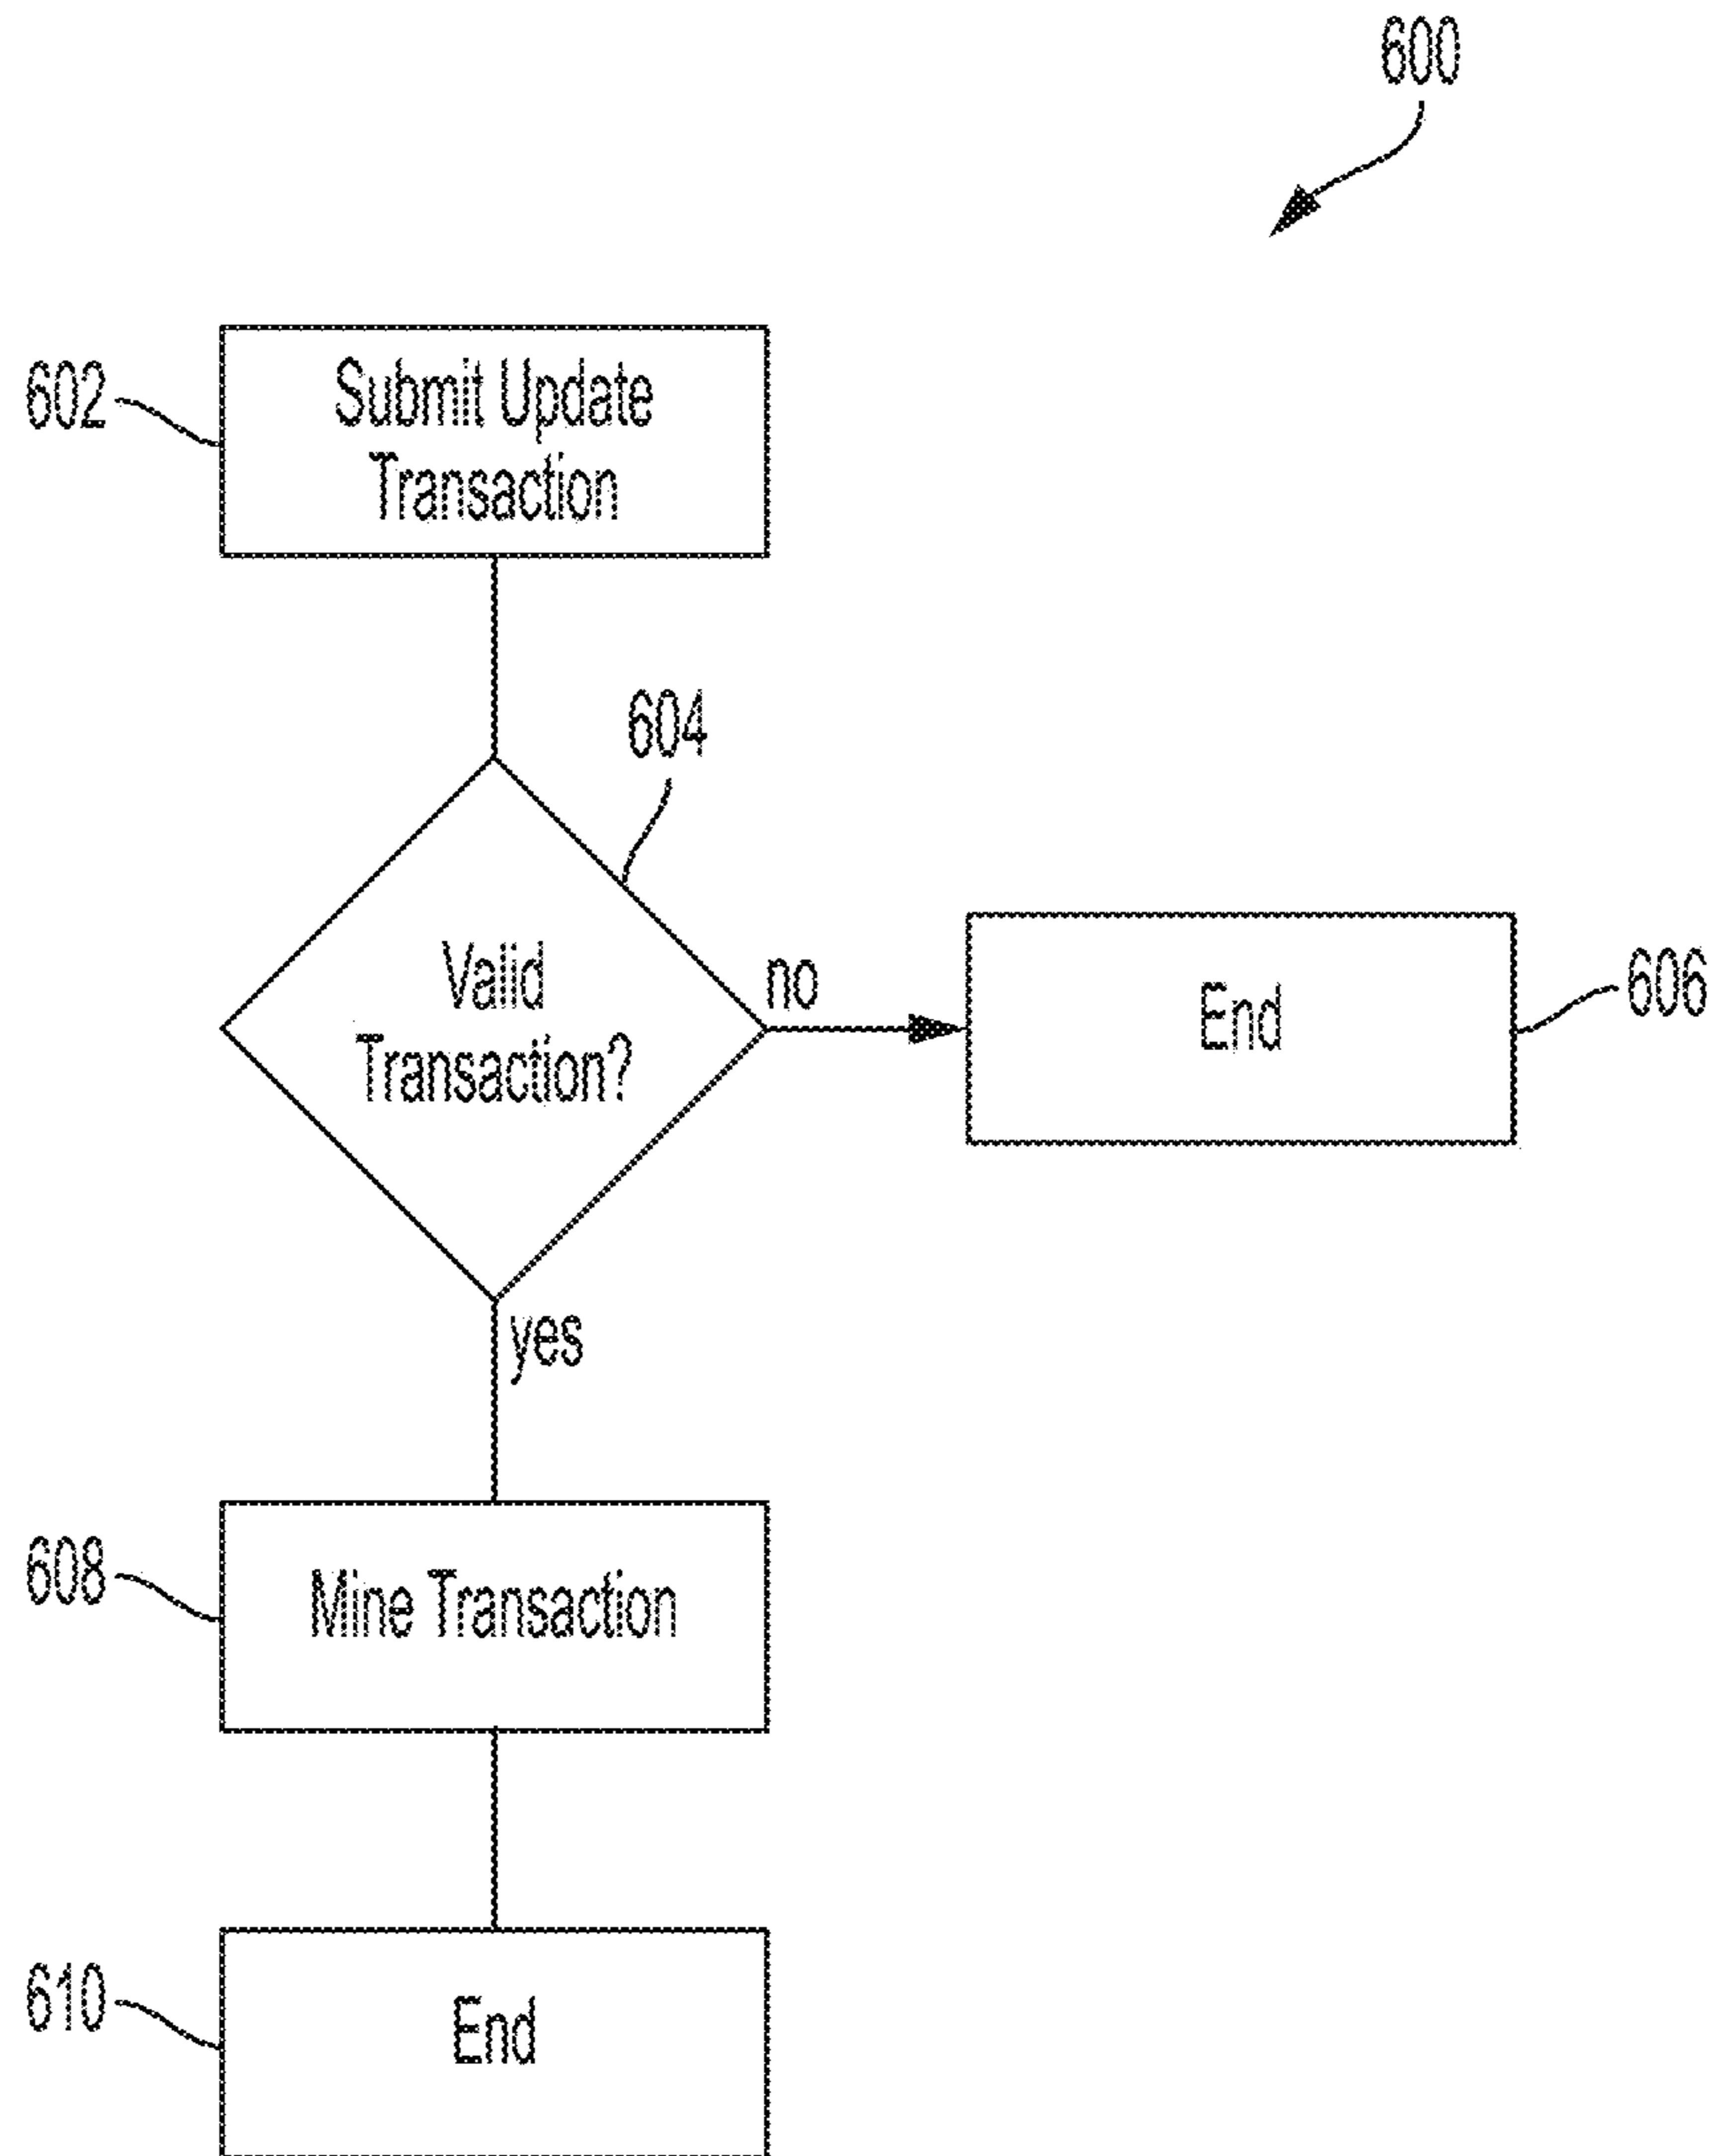 600
602
Submit Update
Transaction
604
Valid
Transaction?
no
End
606
yes
608
Mine Transaction
610
End